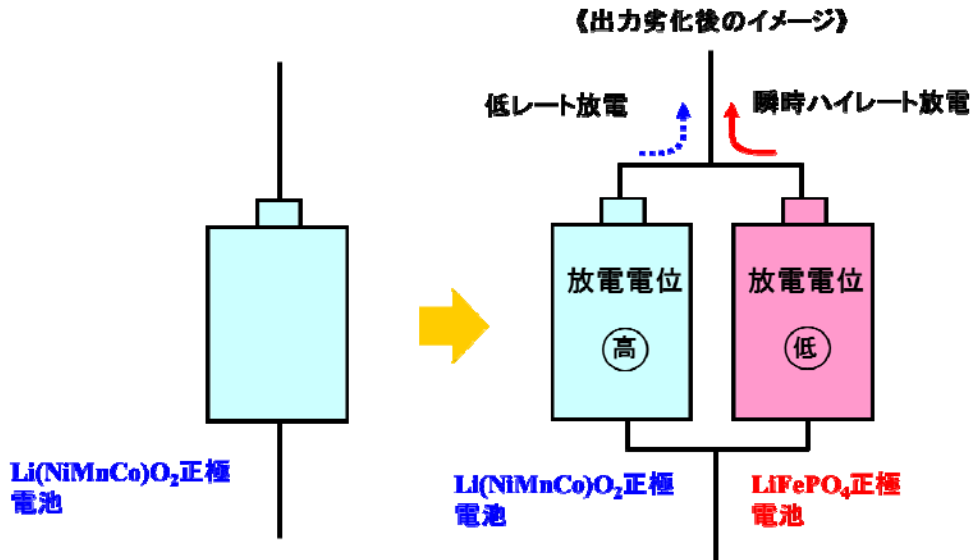 《出力劣化後のイメージ》
低レート放電
瞬時ハイレート放電
放電電位
高
放電電位
低
Li(NiMnCo)O₂正極
電池
Li(NiMnCo)O₂正極
電池
LiFePO₄正極
電池